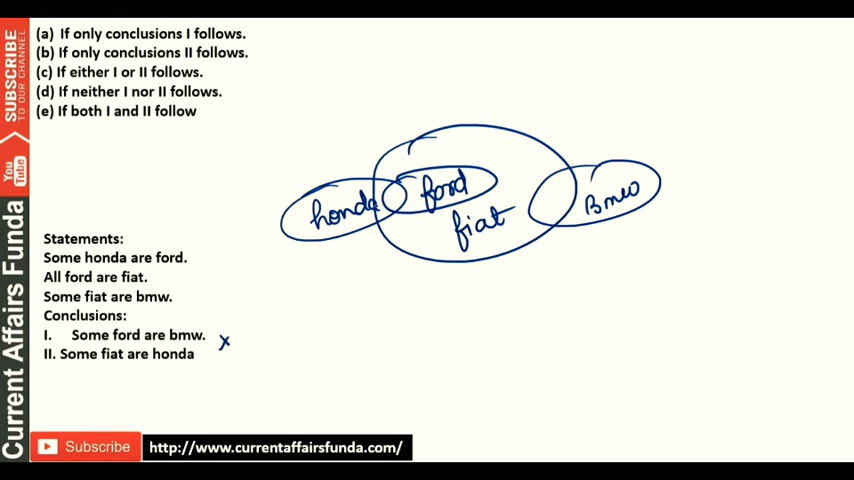 (a) If only conclusions I follows.
(b) If only conclusions II follows.
(c) If either I or II follows.
(d) If neither I nor II follows.
(e) If both I and II follow
honda
ford
fiat
Bmw
Statements:
Some honda are ford.
All ford are fiat.
Some fiat are bmw.
Conclusions:
I. Some ford are bmw. x
II. Some fiat are honda
SUBSCRIBE
TO OUR CHANNEL
You
Tube
Current Affairs Funda
Subscribe
http://www.currentaffairsfunda.com/